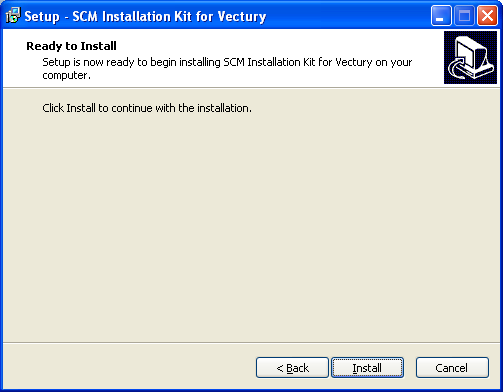 Setup - SCM Installation Kit for Vectury
Ready to Install
Setup is now ready to begin installing SCM Installation Kit for Vectury on your
computer.
Click Install to continue with the installation.
< Back
Install
Cancel